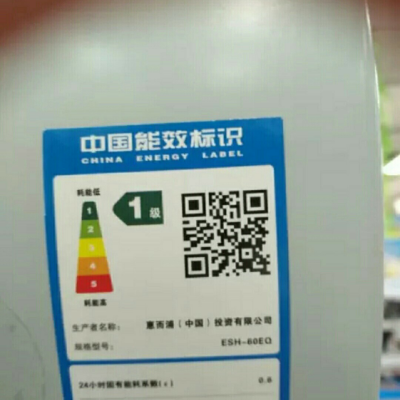 中国能效标识
CHINA ENERGY LABEL
耗能低
1
2
3
4
5
耗能高
1级
生产者名称: 惠而浦(中国)投资有限公司
规格型号: ESH-60EQ
24小时固有能耗系数(ε) 0.6